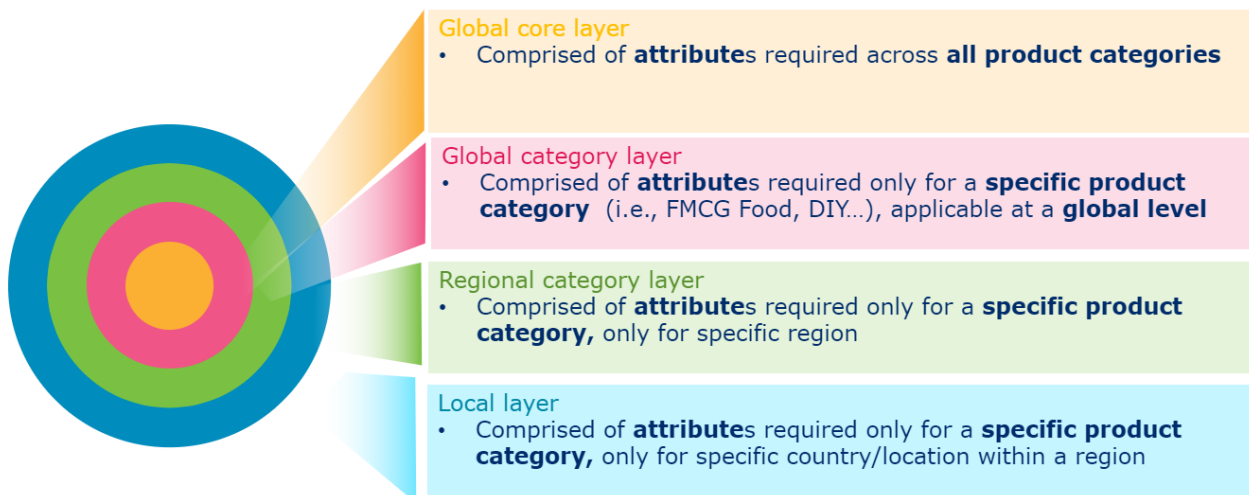 Global core layer
• Comprised of attributes required across all product categories
Global category layer
• Comprised of attributes required only for a specific product
category (i.e., FMCG Food, DIY…), applicable at a global level
Regional category layer
• Comprised of attributes required only for a specific product
category, only for specific region
Local layer
• Comprised of attributes required only for a specific product
category, only for specific country/location within a region